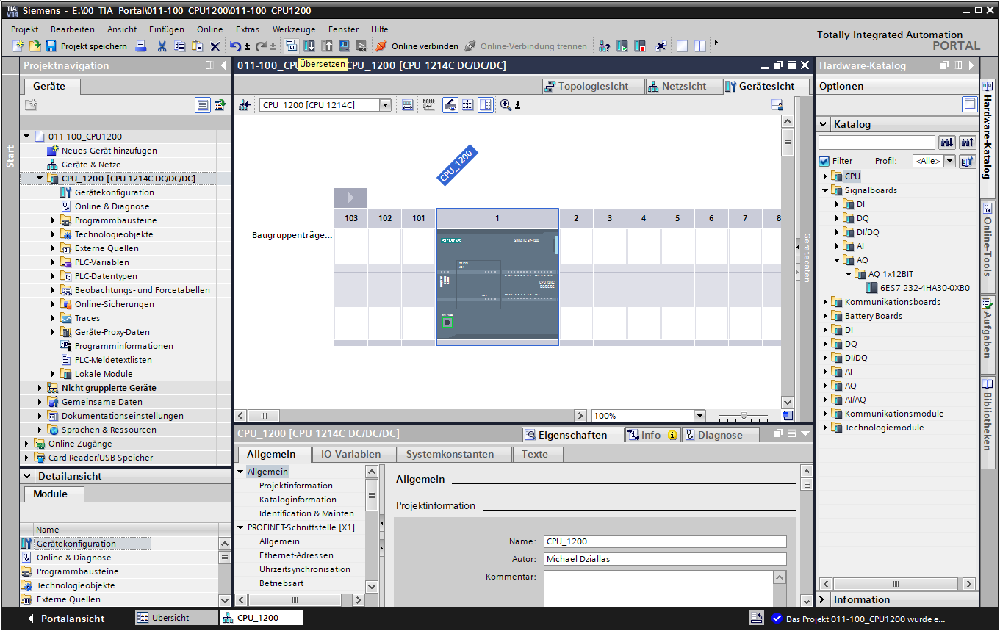 Siemens - E:\00_TIA_Portal\011-100_CPU1200\011-100_CPU1200
Projekt Bearbeiten Ansicht Einfügen Online Extras Werkzeuge Fenster Hilfe
Totally Integrated Automation
PORTAL
Projekt speichern
Online verbinden
Online-Verbindung trennen
Übersetzen
Projektnavigation
Geräte
Start
011-100_CPU1200
Neues Gerät hinzufügen
Geräte & Netze
CPU_1200 [CPU 1214C DC/DC/DC]
Gerätekonfiguration
Online & Diagnose
Programmbausteine
Technologieobjekte
Externe Quellen
PLC-Variablen
PLC-Datentypen
Beobachtungs- und Forcetabellen
Online-Sicherungen
Traces
Geräte-Proxy-Daten
Programminformationen
PLC-Meldetextlisten
Lokale Module
Nicht gruppierte Geräte
Gemeinsame Daten
Dokumentationseinstellungen
Sprachen & Ressourcen
Online-Zugänge
Card Reader/USB-Speicher
Detailansicht
Module
Name
Gerätekonfiguration
Online & Diagnose
Programmbausteine
Technologieobjekte
Externe Quellen
011-100_CPU
CPU_1200 [CPU 1214C DC/DC/DC]
Topologiesicht
Netzsicht
Gerätesicht
CPU_1200 [CPU 1214C]
CPU_1200
103 102 101 1 2 3 4 5 6 7 8
Baugruppenträge...
SIEMENS
SIMATIC S7-1200
CPU 1214C
DC/DC/DC
Gerätedaten
100%
CPU_1200 [CPU 1214C DC/DC/DC]
Eigenschaften
Info
Diagnose
Allgemein
IO-Variablen
Systemkonstanten
Texte
Allgemein
Projektinformation
Kataloginformation
Identification & Mainten...
PROFINET-Schnittstelle [X1]
Allgemein
Ethernet-Adressen
Uhrzeitsynchronisation
Betriebsart
Allgemein
Projektinformation
Name: CPU_1200
Autor: Michael Dziallas
Kommentar:
Hardware-Katalog
Optionen
Katalog
Filter
Profil:
<Alle>
CPU
Signalboards
DI
DQ
DI/DQ
AI
AQ
AQ 1x12BIT
6ES7 232-4HA30-0XB0
Kommunikationsboards
Battery Boards
DI
DQ
DI/DQ
AI
AQ
AI/AQ
Kommunikationsmodule
Technologiemodule
Information
Hardware-Katalog
Online-Tools
Aufgaben
Bibliotheken
Portalansicht
Übersicht
CPU_1200
Das Projekt 011-100_CPU1200 wurde e...